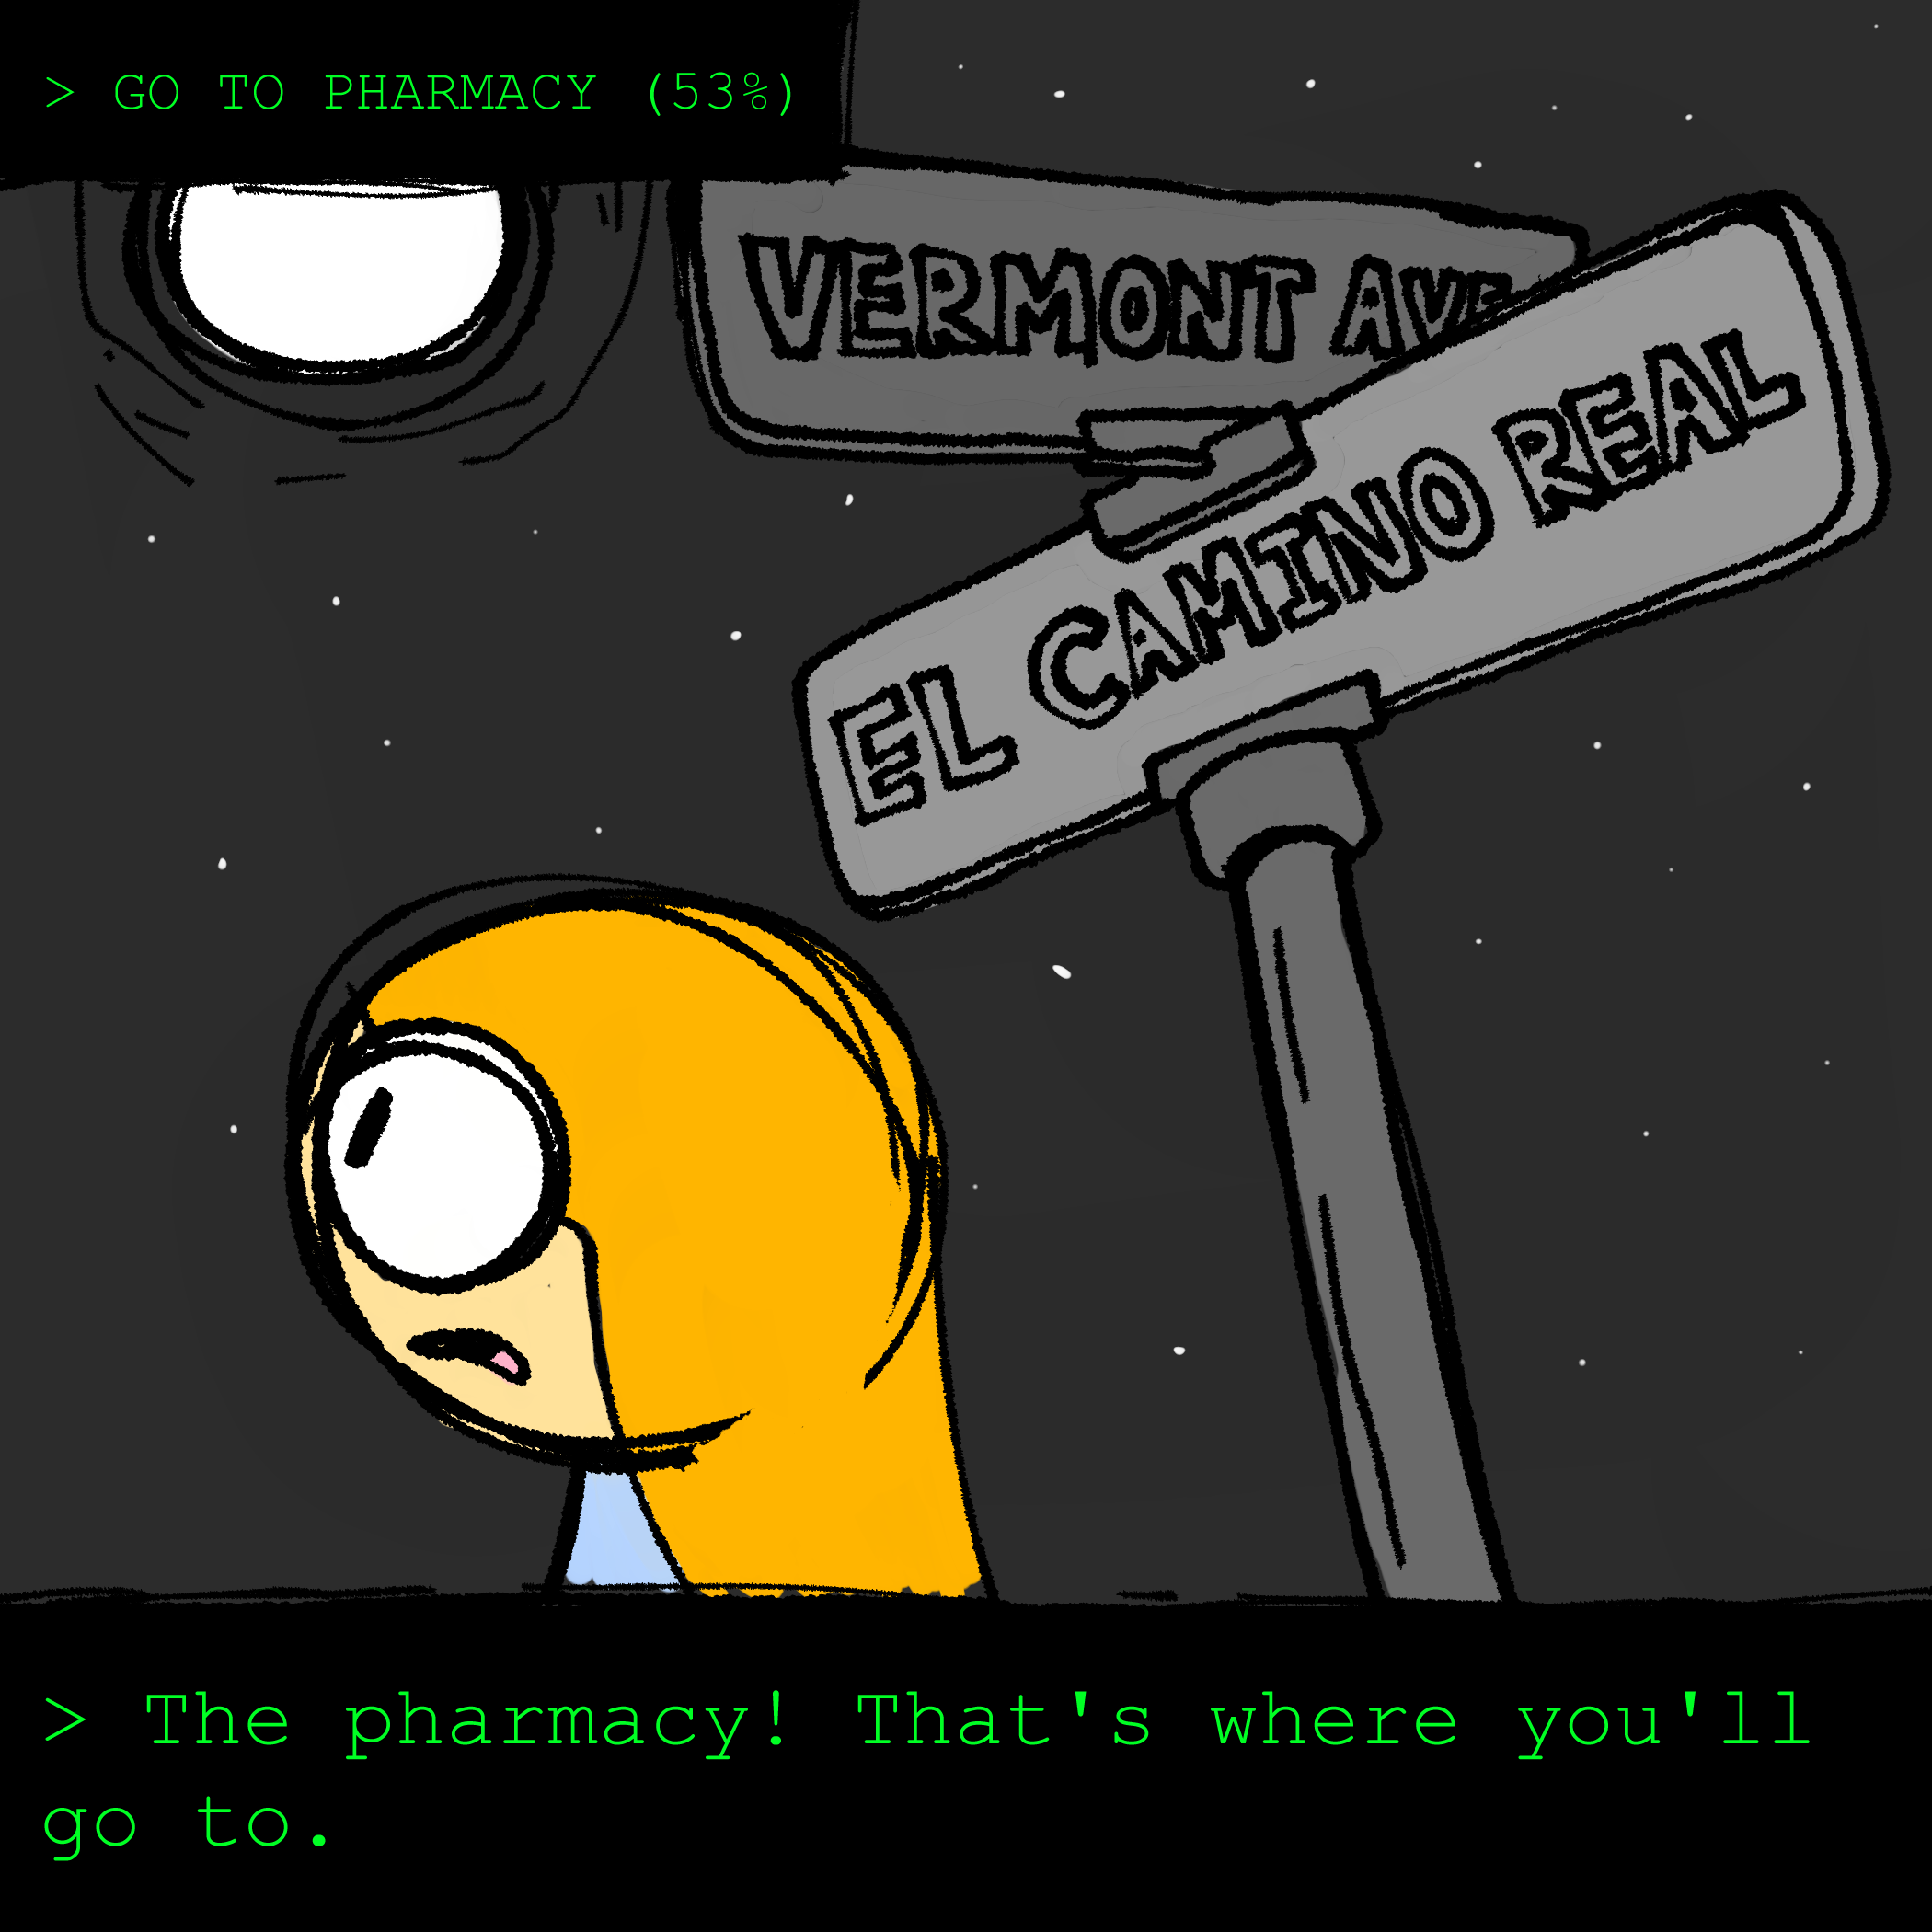 > GO TO PHARMACY (53%)
VERMONT AVE
EL CAMINO REAL
> The pharmacy! That's where you'll
go to.